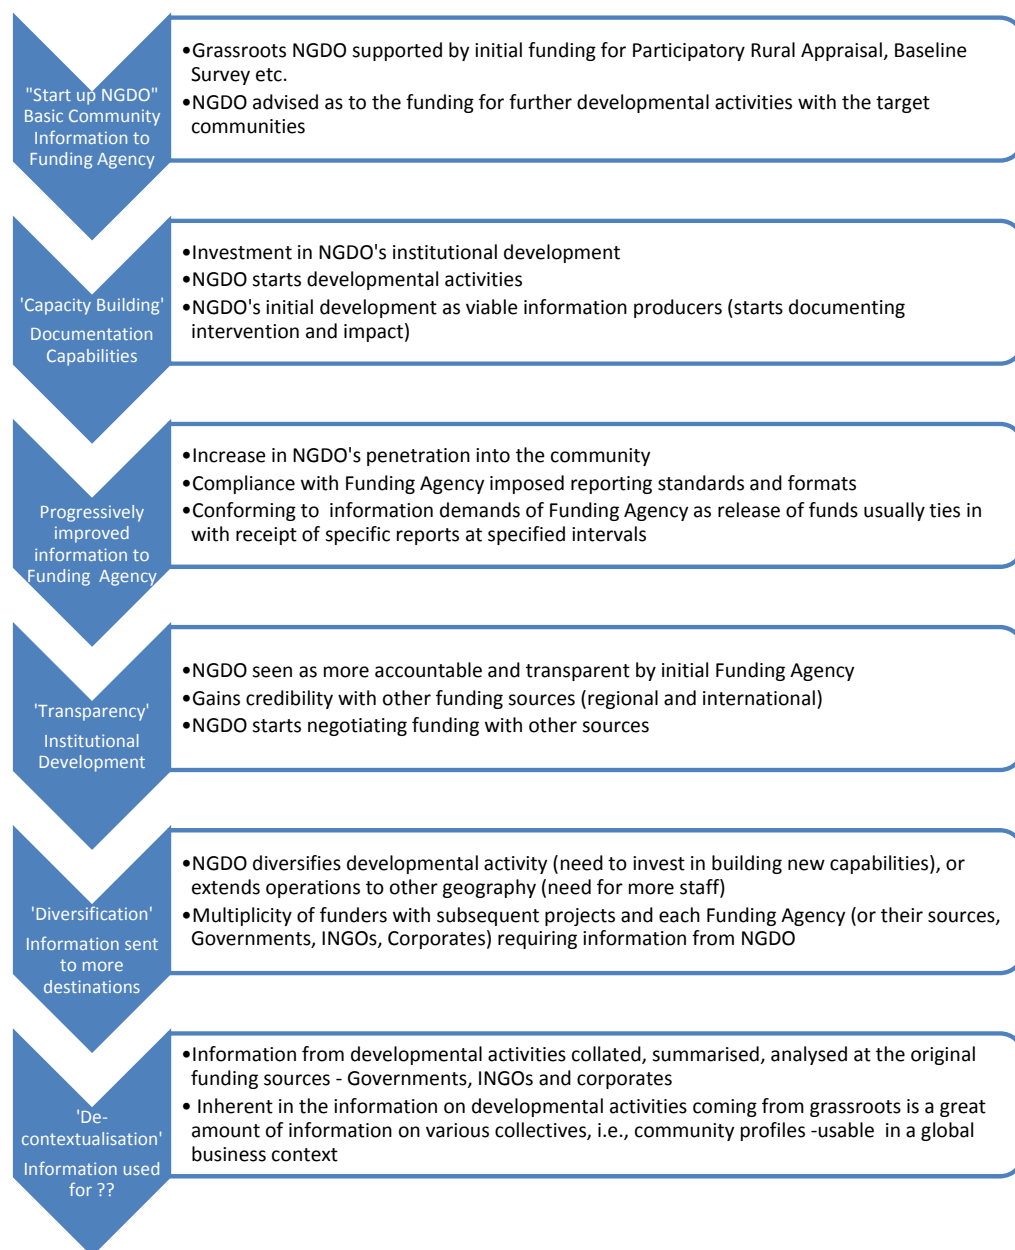 "Start up NGDO"
Basic Community
Information to
Funding Agency
•Grassroots NGDO supported by initial funding for Participatory Rural Appraisal, Baseline
Survey etc.
•NGDO advised as to the funding for further developmental activities with the target
communities
'Capacity Building'
Documentation
Capabilities
•Investment in NGDO's institutional development
•NGDO starts developmental activities
•NGDO's initial development as viable information producers (starts documenting
intervention and impact)
Progressively
improved
information to
Funding Agency
•Increase in NGDO's penetration into the community
•Compliance with Funding Agency imposed reporting standards and formats
•Conforming to information demands of Funding Agency as release of funds usually ties in
with receipt of specific reports at specified intervals
'Transparency'
Institutional
Development
•NGDO seen as more accountable and transparent by initial Funding Agency
•Gains credibility with other funding sources (regional and international)
•NGDO starts negotiating funding with other sources
'Diversification'
Information sent
to more
destinations
•NGDO diversifies developmental activity (need to invest in building new capabilities), or
extends operations to other geography (need for more staff)
•Multiplicity of funders with subsequent projects and each Funding Agency (or their sources,
Governments, INGOs, Corporates) requiring information from NGDO
'De-
contextualisation'
Information used
for ??
•Information from developmental activities collated, summarised, analysed at the original
funding sources - Governments, INGOs and corporates
• Inherent in the information on developmental activities coming from grassroots is a great
amount of information on various collectives, i.e., community profiles -usable in a global
business context